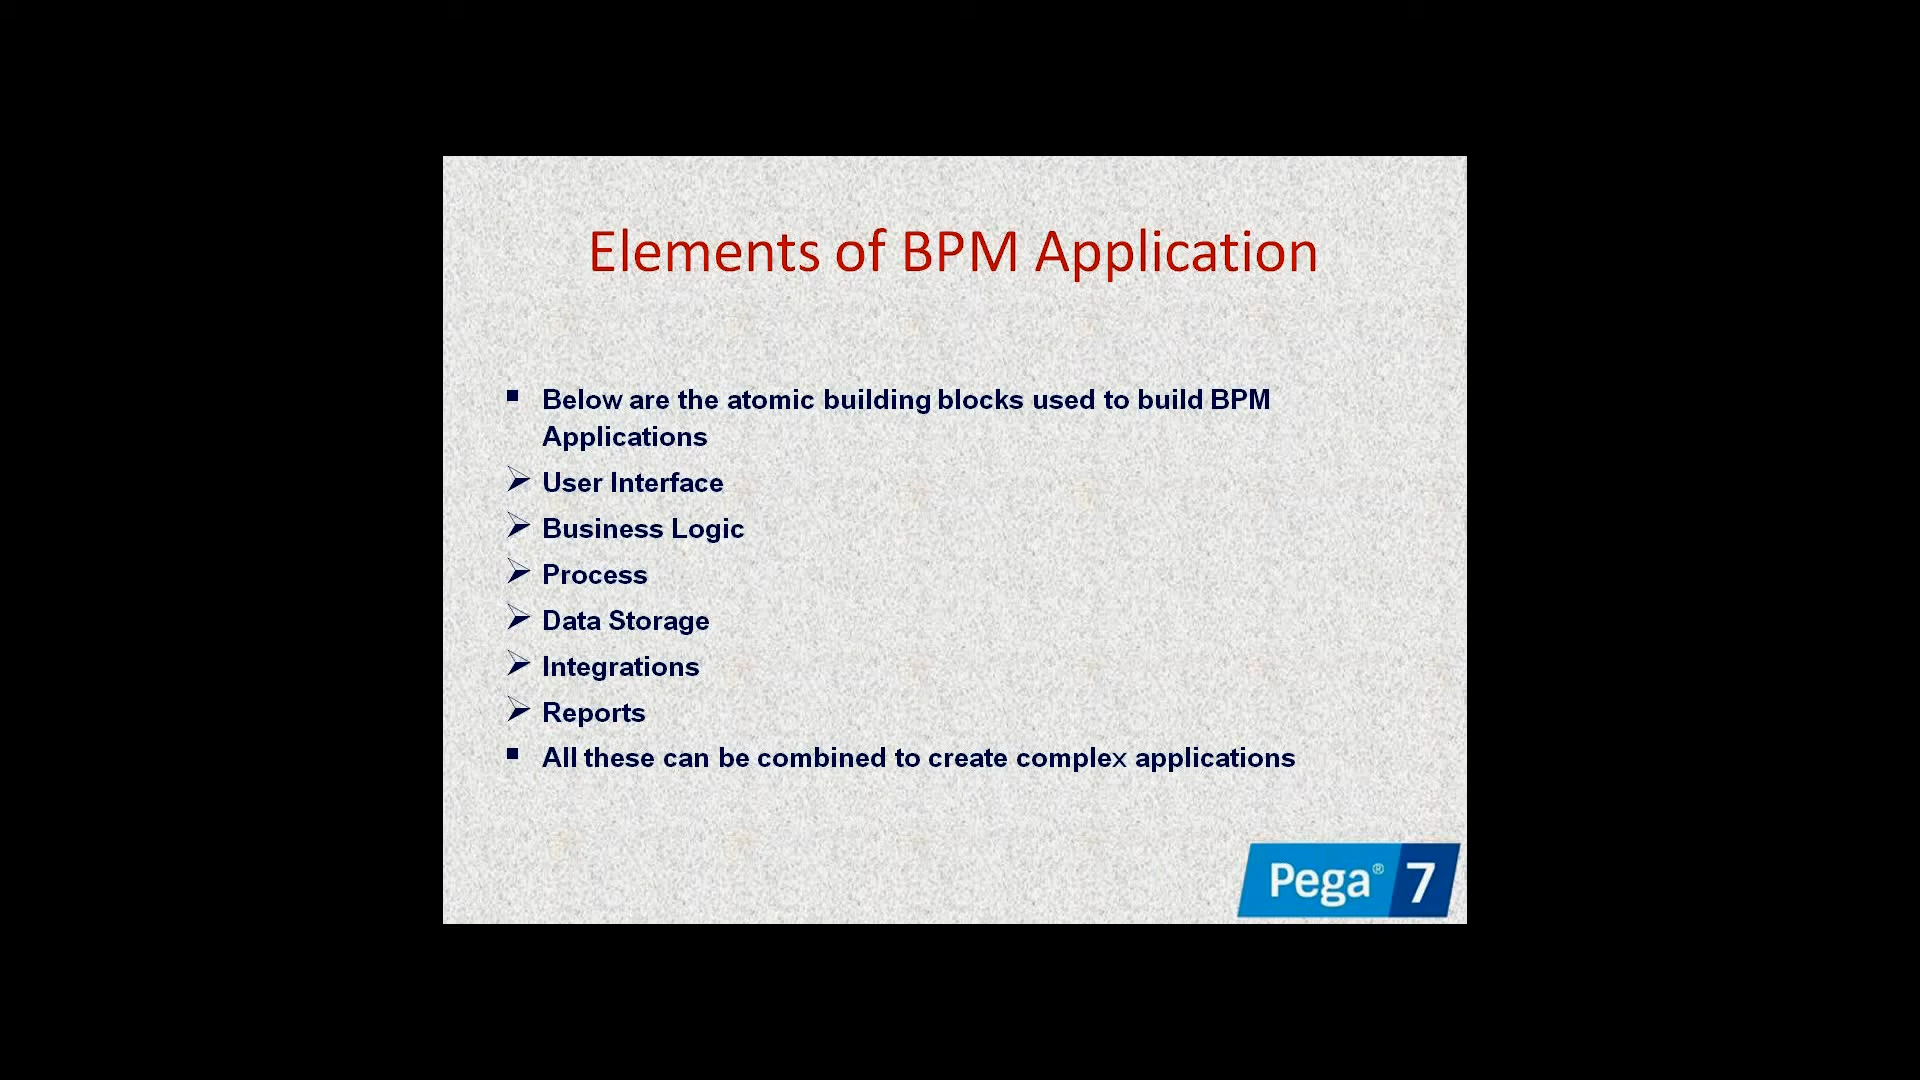 Elements of BPM Application
Below are the atomic building blocks used to build BPM
Applications
User Interface
Business Logic
Process
Data Storage
Integrations
Reports
All these can be combined to create complex applications
Pega® 7